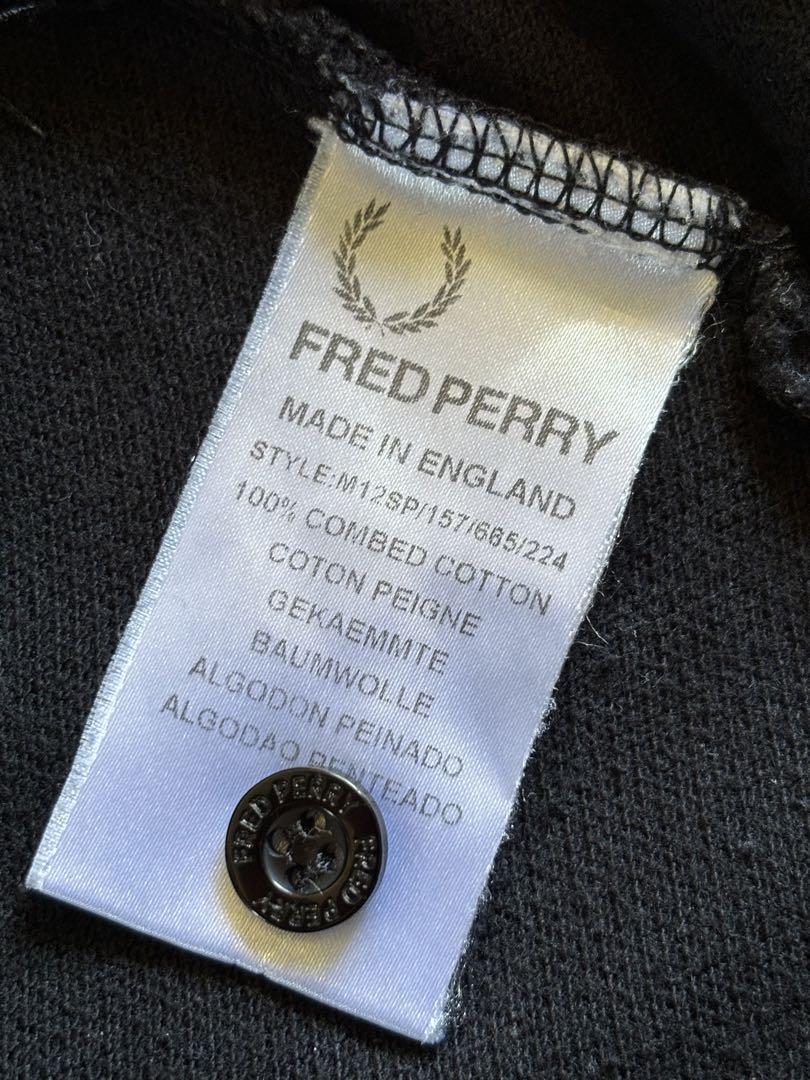 FRED PERRY
MADE IN ENGLAND
STYLE:M12SP/157/665/224
100% COMBED COTTON
COTON PEIGNE
GEKAEMMTE
BAUMWOLLE
ALGODON PEINADO
ALGODAO PENTEADO
FRED PERRY FRED PERRY